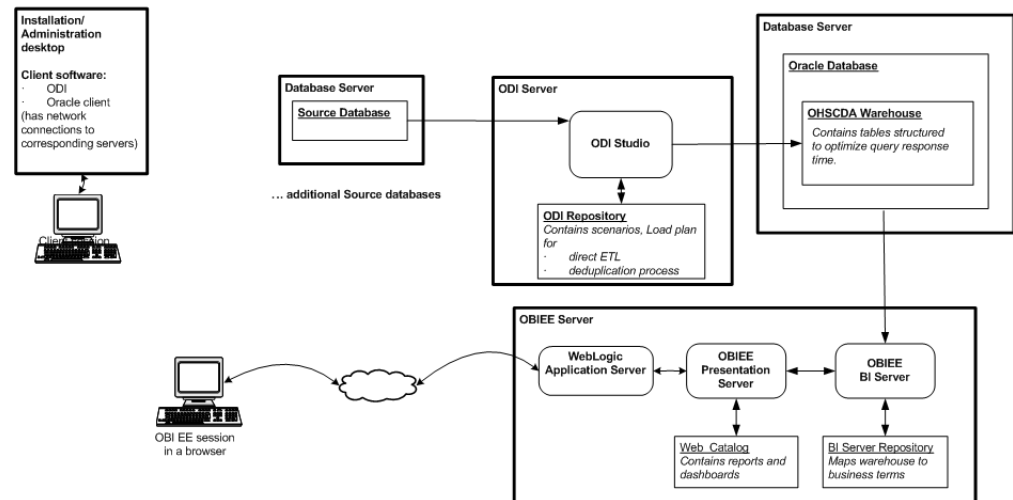 Installation/
Administration
desktop
Client software:
· ODI
· Oracle client
(has network
connections to
corresponding servers)
Database Server
Source Database
... additional Source databases
ODI Server
ODI Studio
ODI Repository
Contains scenarios, Load plan
for
· direct ETL
· deduplication process
Database Server
Oracle Database
OHSCDA Warehouse
Contains tables structured
to optimize query response
time.
OBIEE Server
WebLogic
Application Server
OBIEE
Presentation
Server
OBIEE
BI Server
Web Catalog
Contains reports and
dashboards
BI Server Repository
Maps warehouse to
business terms
OBI EE session
in a browser